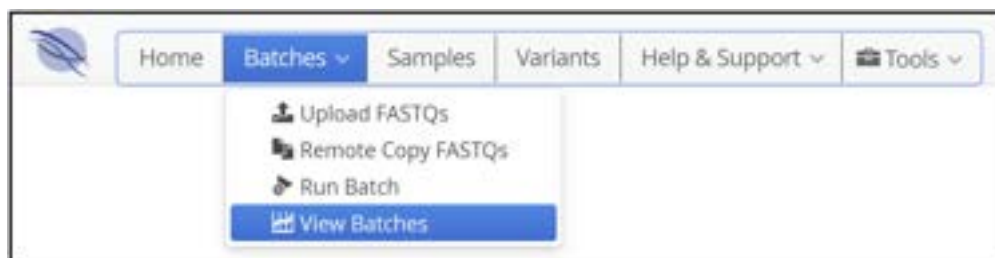 Home Batches Samples Variants Help & Support Tools
Upload FASTQs
Remote Copy FASTQs
Run Batch
View Batches